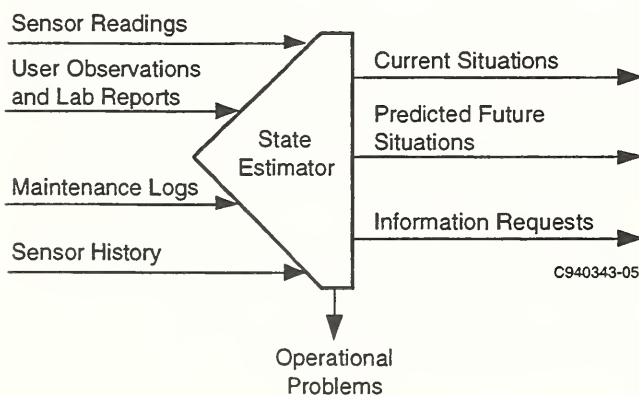 Sensor Readings
User Observations
and Lab Reports
Maintenance Logs
Sensor History
State
Estimator
Current Situations
Predicted Future
Situations
Information Requests
C940343-05
Operational
Problems